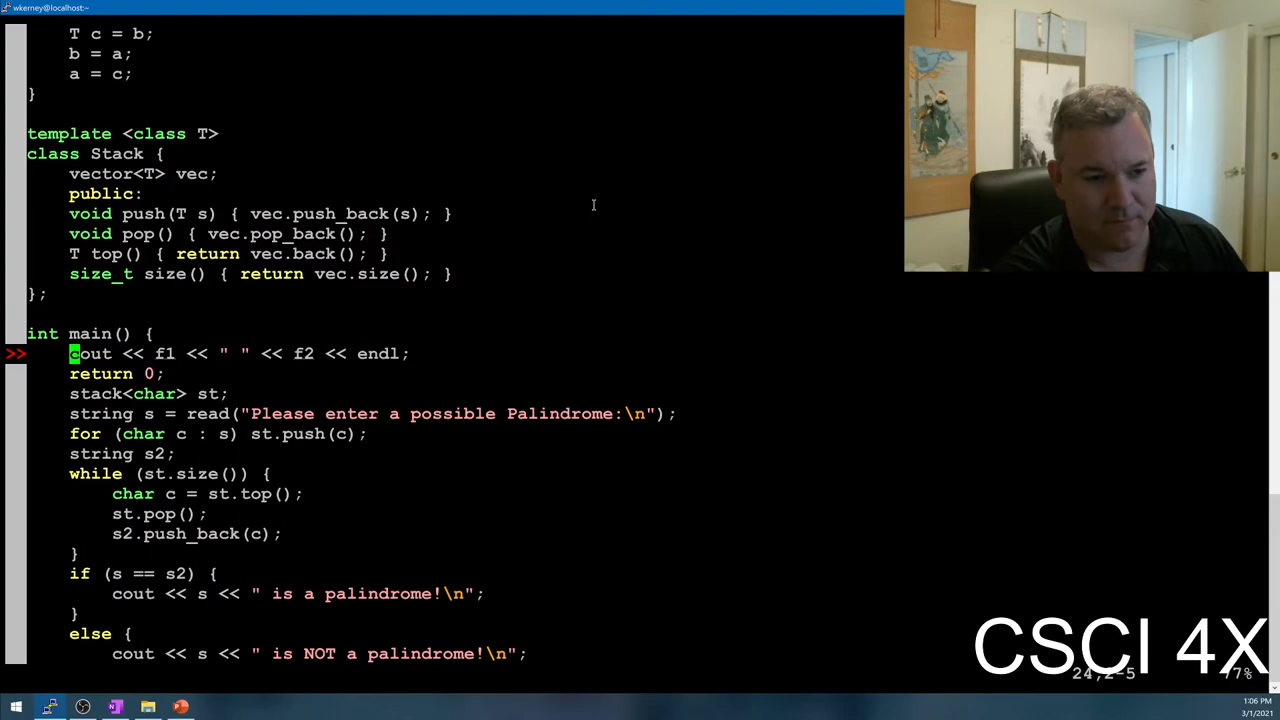 wkerney@localhost:~
    T c = b;
    b = a;
    a = c;
}
template <class T>
class Stack {
    vector<T> vec;
    public:
    void push(T s) { vec.push_back(s); }
    void pop() { vec.pop_back(); }
    T top() { return vec.back(); }
    size_t size() { return vec.size(); }
};
int main() {
>>    cout << f1 << " " << f2 << endl;
    return 0;
    stack<char> st;
    string s = read("Please enter a possible Palindrome:\n");
    for (char c : s) st.push(c);
    string s2;
    while (st.size()) {
        char c = st.top();
        st.pop();
        s2.push_back(c);
    }
    if (s == s2) {
        cout << s << " is a palindrome!\n";
    }
    else {
        cout << s << " is NOT a palindrome!\n";
CSCI 4X
24,2-5 77%
1:06 PM
3/1/2021